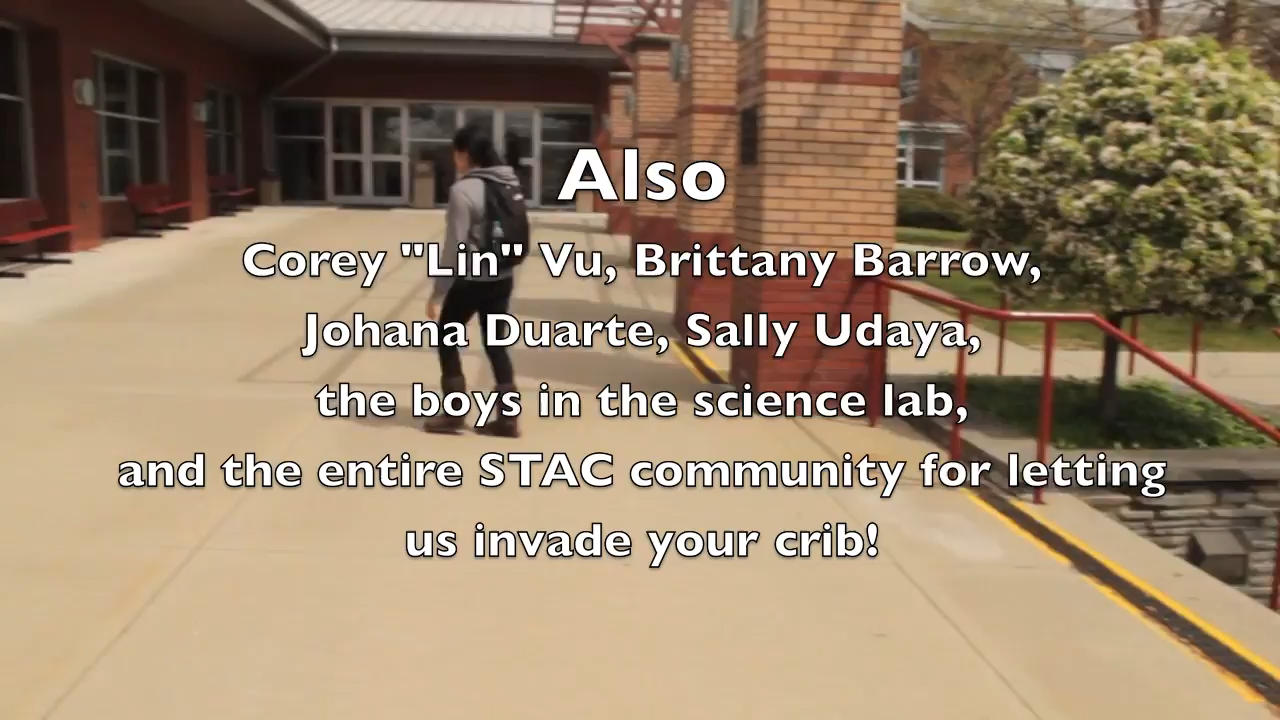 Also
Corey "Lin" Vu, Brittany Barrow,
Johana Duarte, Sally Udaya,
the boys in the science lab,
and the entire STAC community for letting
us invade your crib!